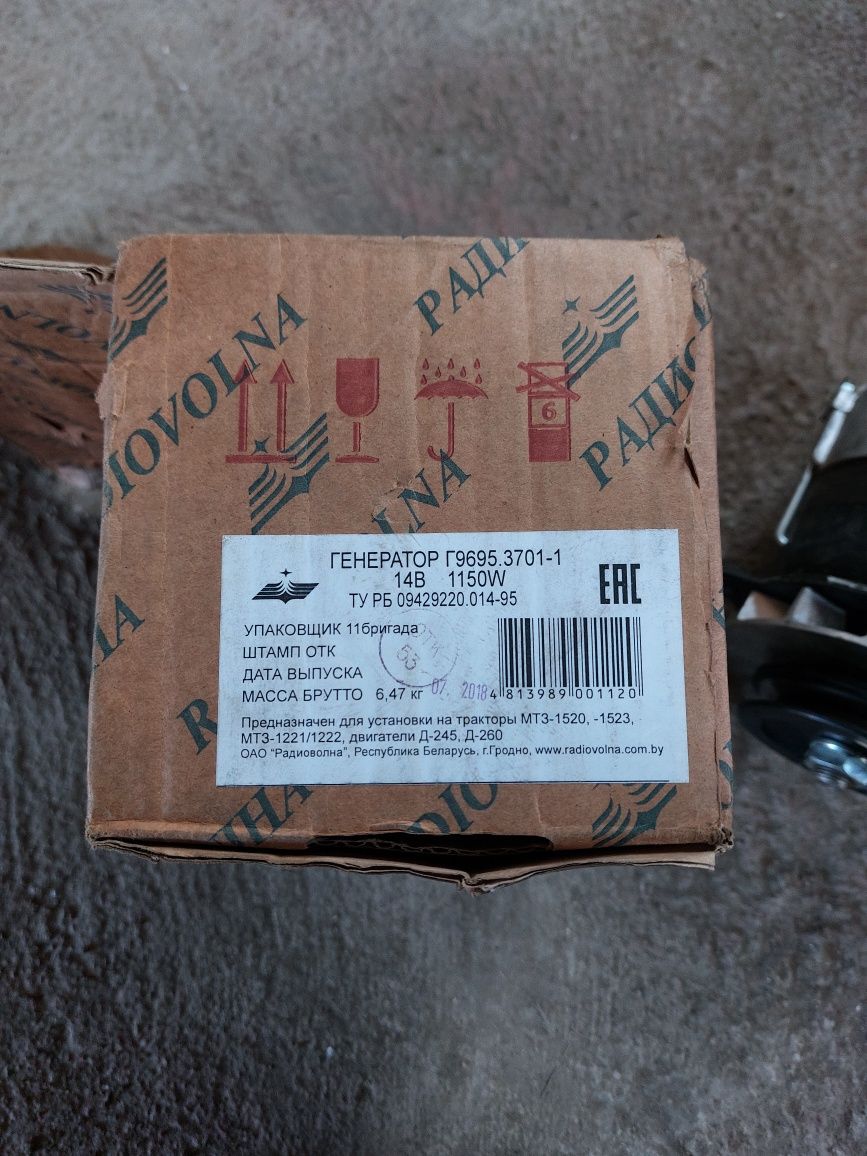 РАДИ
RADIOVOLNA
РАДИО
6
LNA
ГЕНЕРАТОР Г9695.3701-1
14В 1150W
ТУ РБ 09429220.014-95
EAC
УПАКОВЩИК 11бригада
ШТАМП ОТК
ДАТА ВЫПУСКА
МАССА БРУТТО 6,47 кг
07. 2018
4 813989 001120
Предназначен для установки на тракторы МТЗ-1520, -1523,
МТЗ-1221/1222, двигатели Д-245, Д-260
ОАО "Радиоволна", Республика Беларусь, г.Гродно, www.radiovolna.com.by